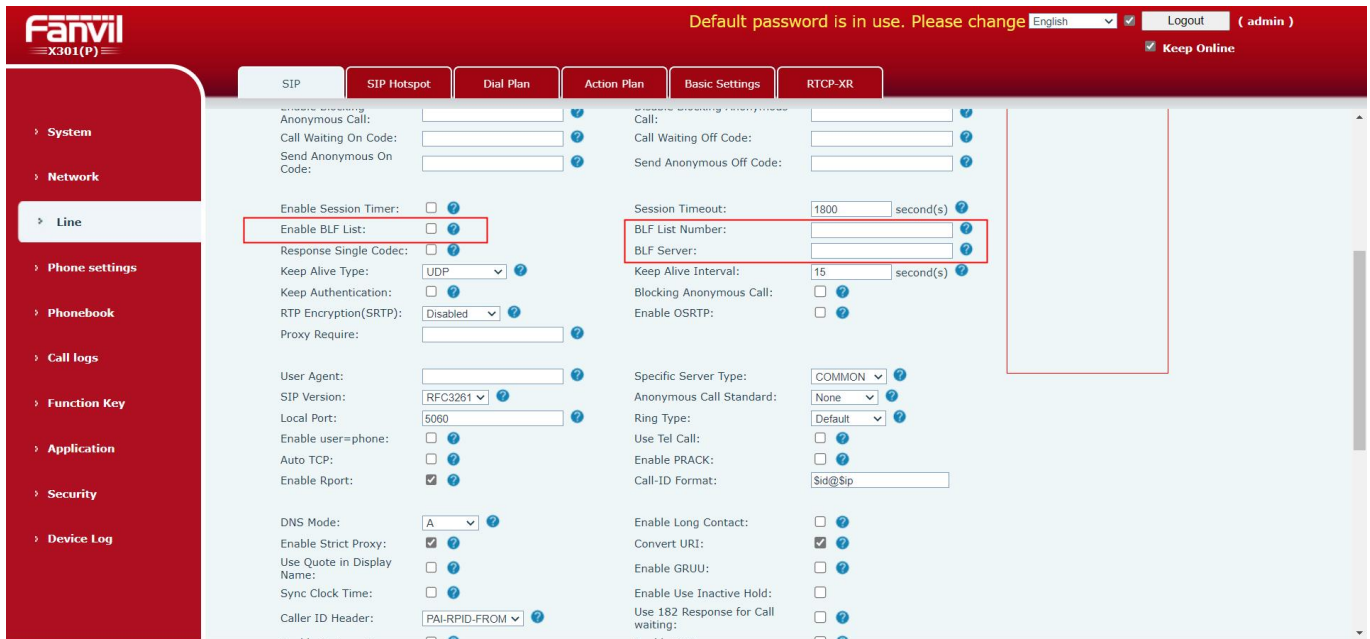 Fanvil
X301(P)
Default password is in use. Please change English Logout ( admin )
Keep Online
SIP SIP Hotspot Dial Plan Action Plan Basic Settings RTCP-XR
System
Network
Line
Phone settings
Phonebook
Call logs
Function Key
Application
Security
Device Log
Enable Blocking Anonymous Call: Disable Blocking Anonymous Call:
Call Waiting On Code: Call Waiting Off Code:
Send Anonymous On Code: Send Anonymous Off Code:
Enable Session Timer: Session Timeout: 1800 second(s)
Enable BLF List: BLF List Number:
Response Single Codec: BLF Server:
Keep Alive Type: UDP Keep Alive Interval: 15 second(s)
Keep Authentication: Blocking Anonymous Call:
RTP Encryption(SRTP): Disabled Enable OSRTP:
Proxy Require:
User Agent: Specific Server Type: COMMON
SIP Version: RFC3261 Anonymous Call Standard: None
Local Port: 5060 Ring Type: Default
Enable user=phone: Use Tel Call:
Auto TCP: Enable PRACK:
Enable Rport: Call-ID Format: $id@$ip
DNS Mode: A Enable Long Contact:
Enable Strict Proxy: Convert URI:
Use Quote in Display Name: Enable GRUU:
Sync Clock Time: Enable Use Inactive Hold:
Caller ID Header: PAI-RPID-FROM Use 182 Response for Call waiting: